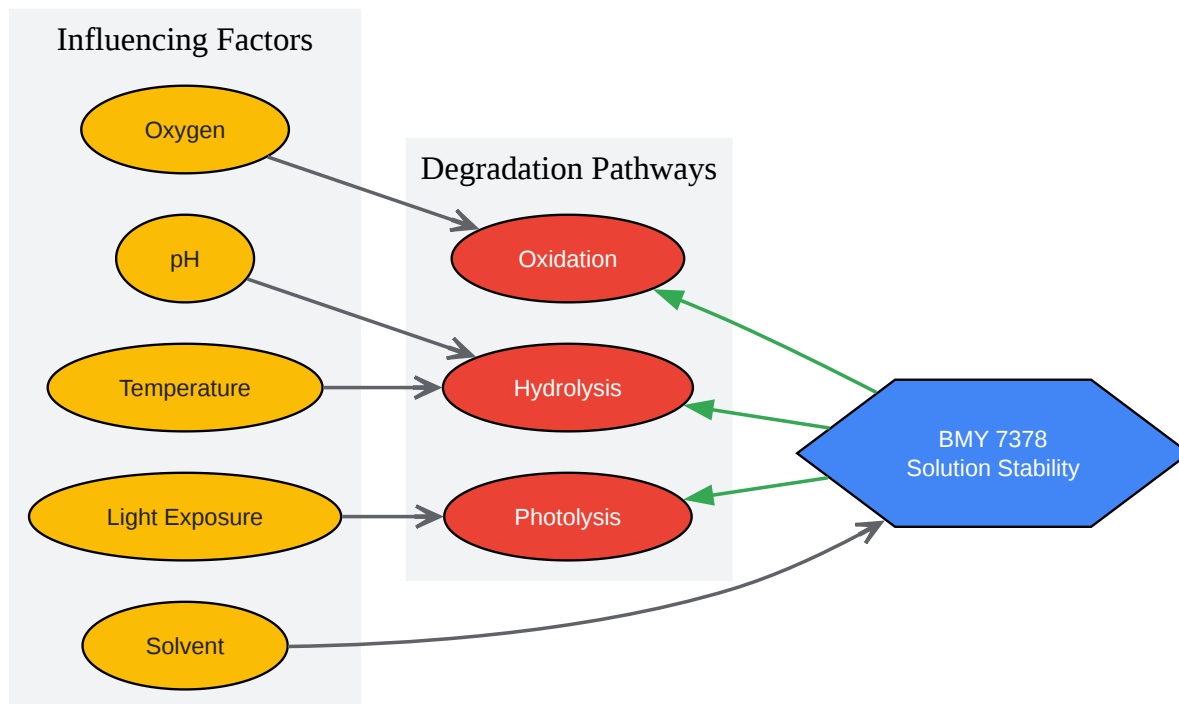 Influencing Factors
Oxygen
pH
Temperature
Light Exposure
Solvent
Degradation Pathways
Oxidation
Hydrolysis
Photolysis
BMY 7378
Solution Stability